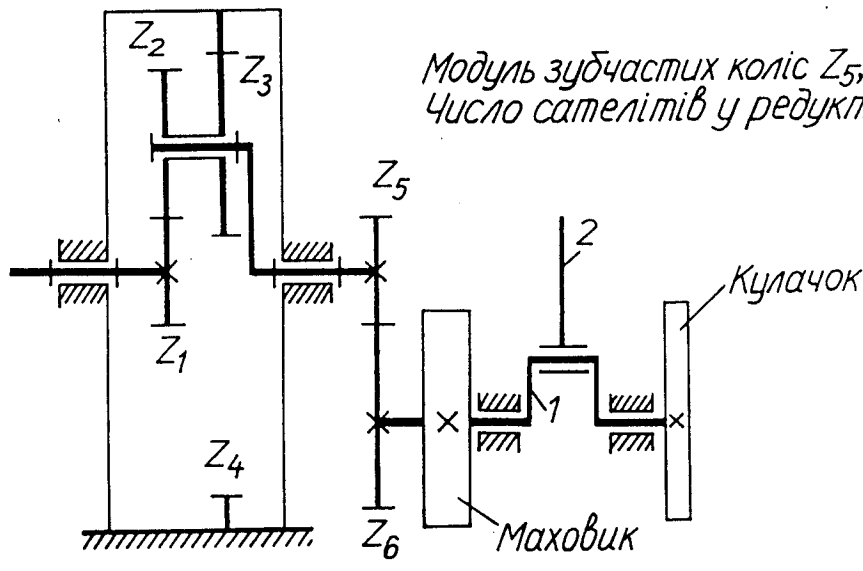 Z2
Z3
Модуль зубчастих коліс Z5,
Число сателітів у редукт
Z5
2
Кулачок
Z1
1
Z4
Z6
Маховик